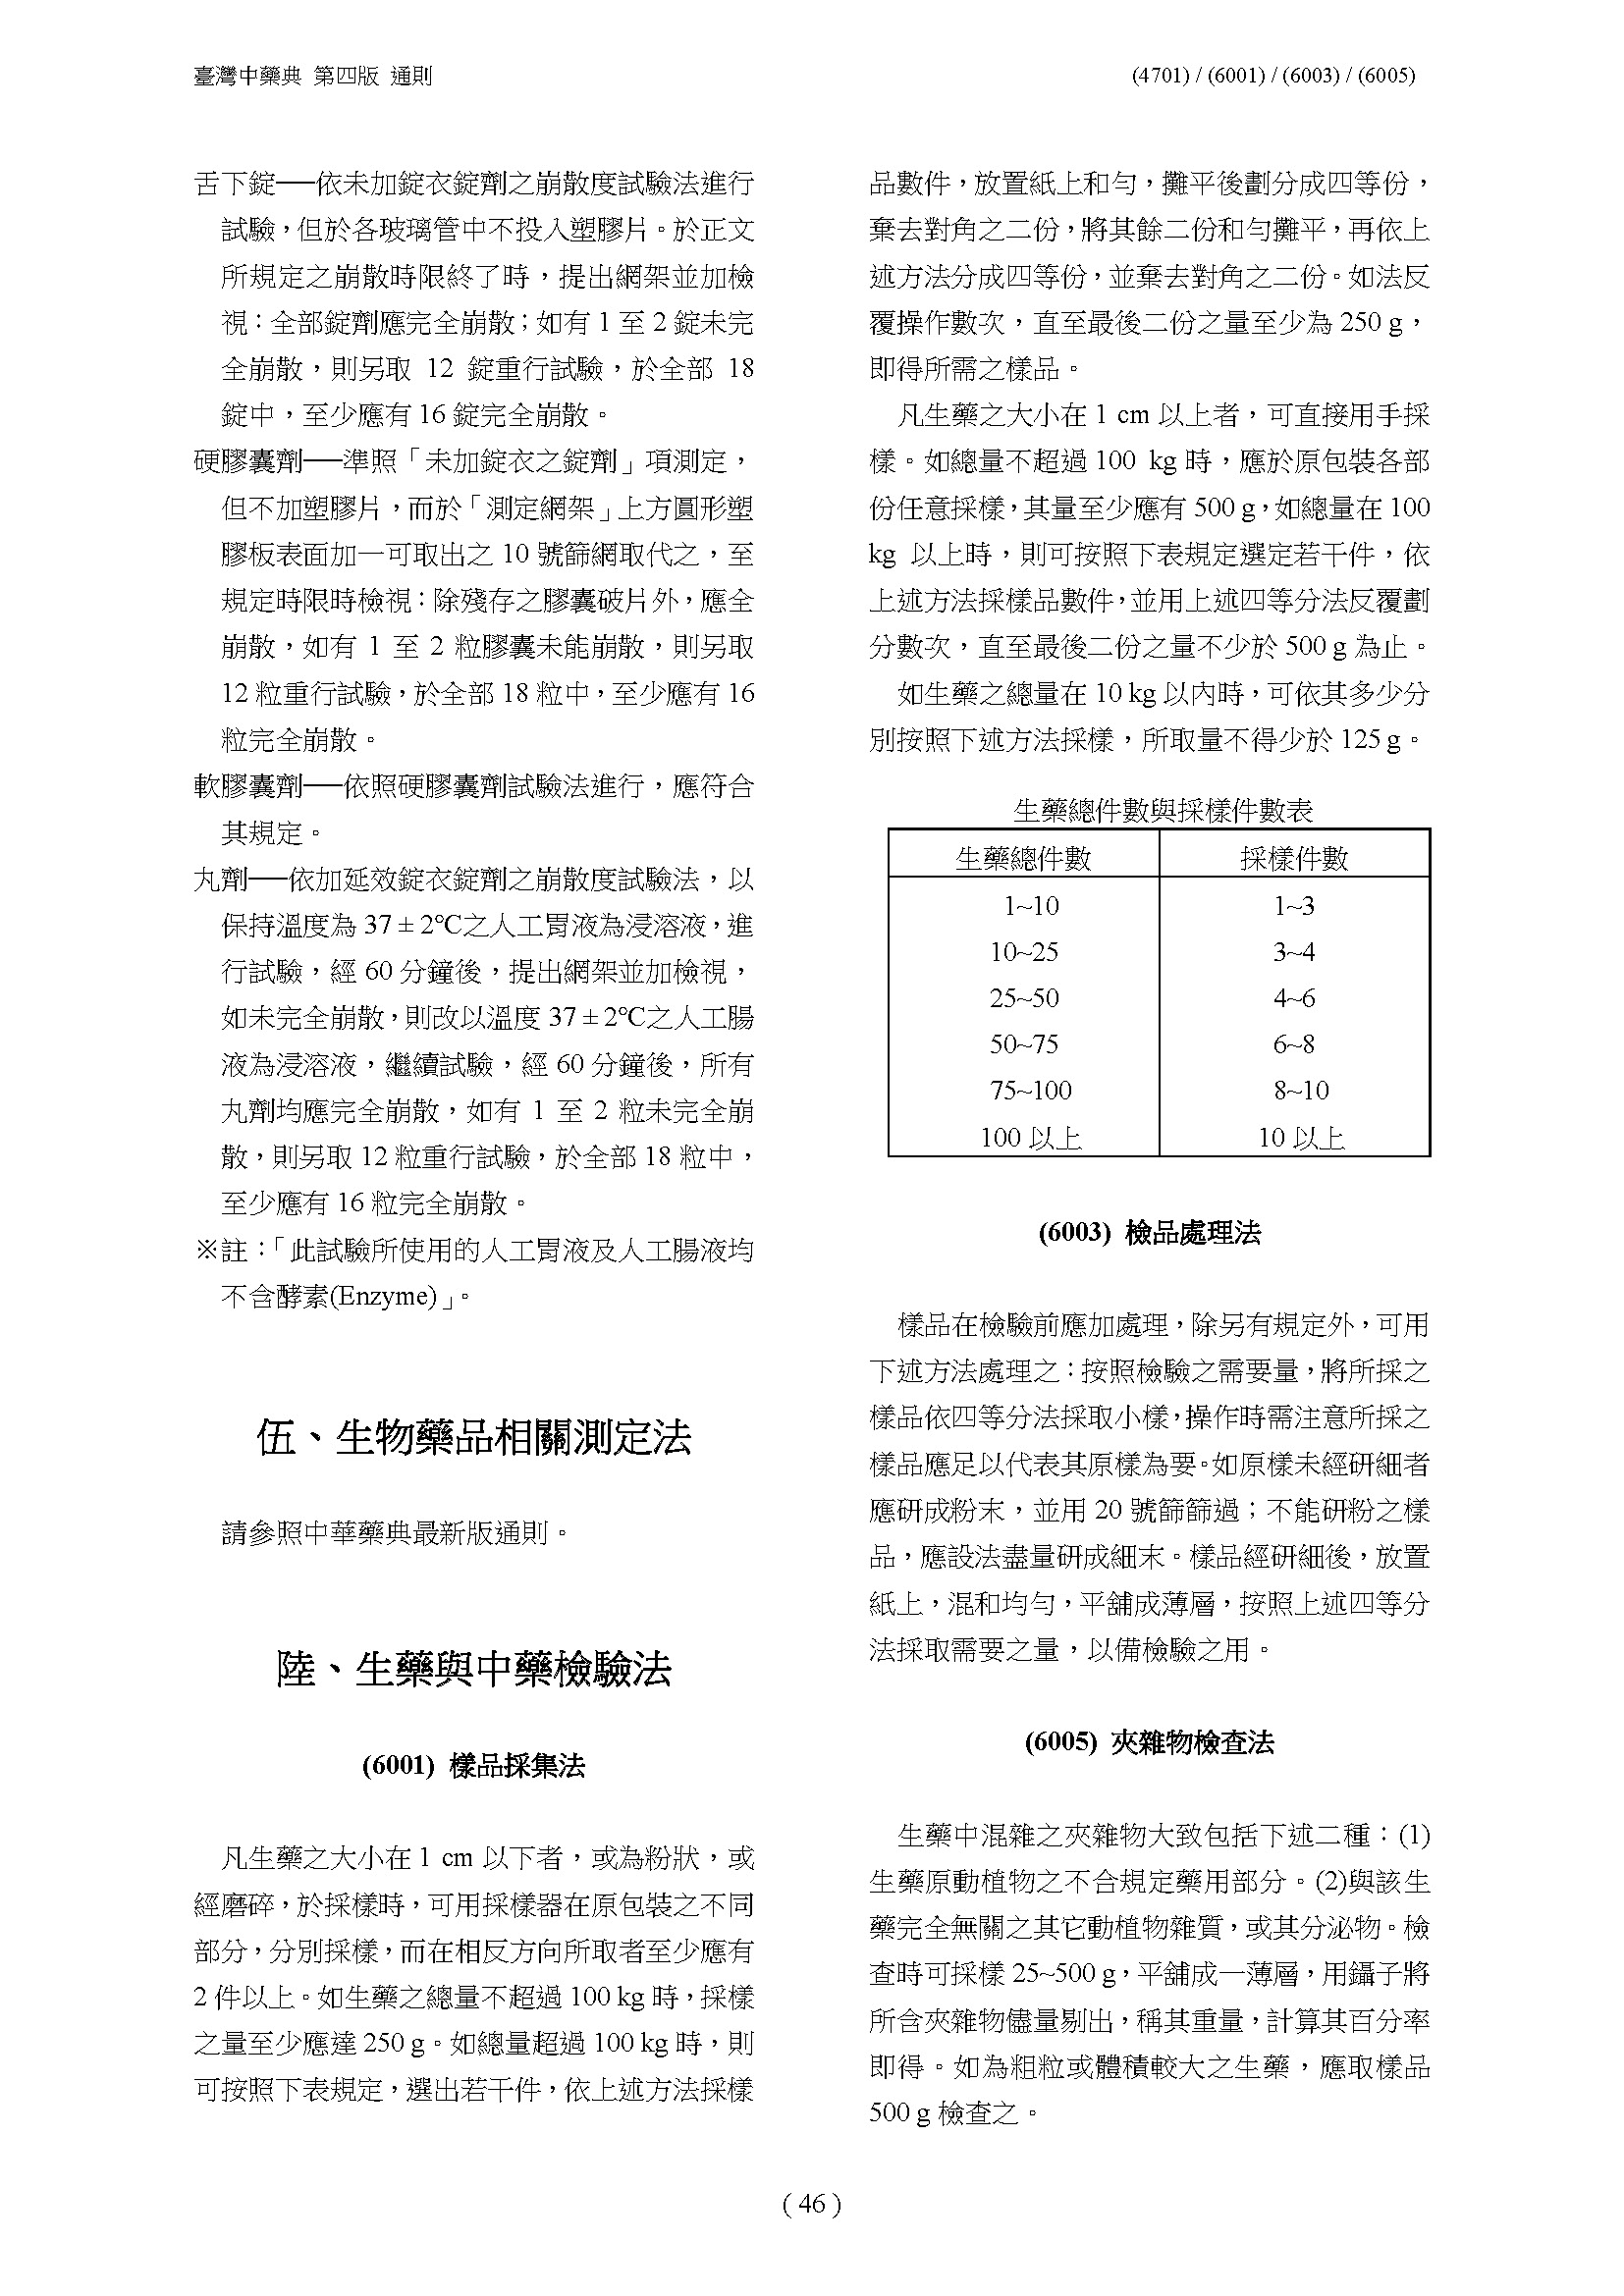 臺灣中藥典 第四版 通則
(4701) / (6001) / (6003) / (6005)
舌下錠──依未加錠衣錠劑之崩散度試驗法進行
試驗，但於各玻璃管中不投入塑膠片。於正文
所規定之崩散時限終了時，提出網架並加檢
視：全部錠劑應完全崩散；如有 1 至 2 錠未完
全崩散，則另取 12 錠重行試驗，於全部 18
錠中，至少應有 16 錠完全崩散。
硬膠囊劑──準照「未加錠衣之錠劑」項測定，
但不加塑膠片，而於「測定網架」上方圓形塑
膠板表面加一可取出之 10 號篩網取代之，至
規定時限時檢視：除殘存之膠囊破片外，應全
崩散，如有 1 至 2 粒膠囊未能崩散，則另取
12 粒重行試驗，於全部 18 粒中，至少應有 16
粒完全崩散。
軟膠囊劑──依照硬膠囊劑試驗法進行，應符合
其規定。
丸劑──依加延效錠衣錠劑之崩散度試驗法，以
保持溫度為 37 ± 2℃之人工胃液為浸溶液，進
行試驗，經 60 分鐘後，提出網架並加檢視，
如未完全崩散，則改以溫度 37 ± 2℃之人工腸
液為浸溶液，繼續試驗，經 60 分鐘後，所有
丸劑均應完全崩散，如有 1 至 2 粒未完全崩
散，則另取 12 粒重行試驗，於全部 18 粒中，
至少應有 16 粒完全崩散。
※註：「此試驗所使用的人工胃液及人工腸液均
不含酵素(Enzyme)」。
伍、生物藥品相關測定法
請參照中華藥典最新版通則。
陸、生藥與中藥檢驗法
(6001) 樣品採集法
凡生藥之大小在 1 cm 以下者，或為粉狀，或
經磨碎，於採樣時，可用採樣器在原包裝之不同
部分，分別採樣，而在相反方向所取者至少應有
2 件以上。如生藥之總量不超過 100 kg 時，採樣
之量至少應達 250 g。如總量超過 100 kg 時，則
可按照下表規定，選出若干件，依上述方法採樣
品數件，放置紙上和勻，攤平後劃分成四等份，
棄去對角之二份，將其餘二份和勻攤平，再依上
述方法分成四等份，並棄去對角之二份。如法反
覆操作數次，直至最後二份之量至少為 250 g，
即得所需之樣品。
凡生藥之大小在 1 cm 以上者，可直接用手採
樣。如總量不超過 100 kg 時，應於原包裝各部
份任意採樣，其量至少應有 500 g，如總量在 100
kg 以上時，則可按照下表規定選定若干件，依
上述方法採樣品數件，並用上述四等分法反覆劃
分數次，直至最後二份之量不少於 500 g 為止。
如生藥之總量在 10 kg 以內時，可依其多少分
別按照下述方法採樣，所取量不得少於 125 g。
生藥總件數與採樣件數表
生藥總件數 採樣件數
1~10 1~3
10~25 3~4
25~50 4~6
50~75 6~8
75~100 8~10
100 以上 10 以上
(6003) 檢品處理法
樣品在檢驗前應加處理，除另有規定外，可用
下述方法處理之：按照檢驗之需要量，將所採之
樣品依四等分法採取小樣，操作時需注意所採之
樣品應足以代表其原樣為要。如原樣未經研細者
應研成粉末，並用 20 號篩篩過；不能研粉之樣
品，應設法盡量研成細末。樣品經研細後，放置
紙上，混和均勻，平舖成薄層，按照上述四等分
法採取需要之量，以備檢驗之用。
(6005) 夾雜物檢查法
生藥中混雜之夾雜物大致包括下述二種：(1)
生藥原動植物之不合規定藥用部分。(2)與該生
藥完全無關之其它動植物雜質，或其分泌物。檢
查時可採樣 25~500 g，平舖成一薄層，用鑷子將
所含夾雜物儘量剔出，稱其重量，計算其百分率
即得。如為粗粒或體積較大之生藥，應取樣品
500 g 檢查之。
( 46 )